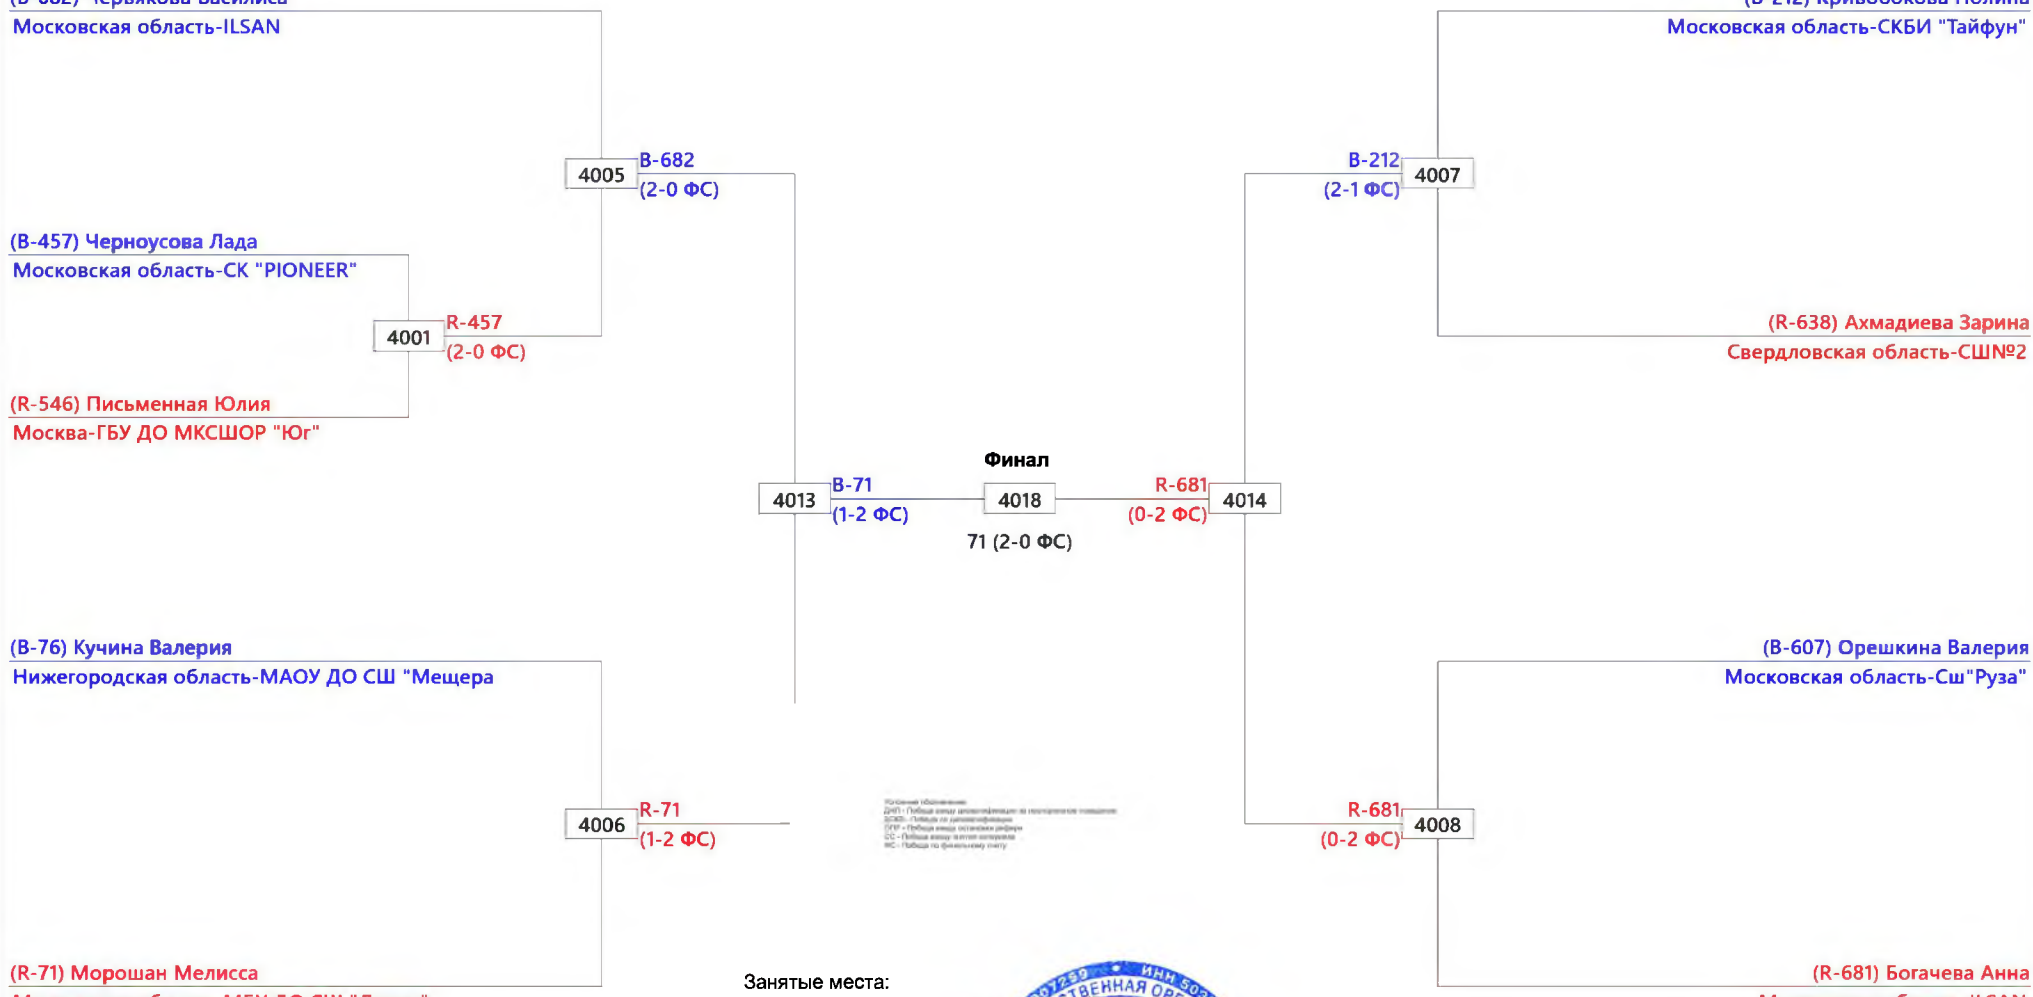 Московская область-ILSAN
Московская область-СКБИ "Тайфун"
B-682
4005
(2-0 ФС)
B-212
4007
(2-1 ФС)
(B-457) Черноусова Лада
Московская область-СК "PIONEER"
R-457
4001
(2-0 ФС)
(R-638) Ахмадиева Зарина
Свердловская область-СШ№2
(R-546) Письменная Юлия
Москва-ГБУ ДО МКСШОР "Юг"
Финал
B-71
4013
(1-2 ФС)
4018
R-681
4014
(0-2 ФС)
71 (2-0 ФС)
(B-76) Кучина Валерия
Нижегородская область-МАОУ ДО СШ "Мещера
(B-607) Орешкина Валерия
Московская область-Сш"Руза"
R-71
4006
(1-2 ФС)
R-681
4008
(0-2 ФС)
(R-71) Морошан Мелисса
Занятые места:
(R-681) Богачева Анна